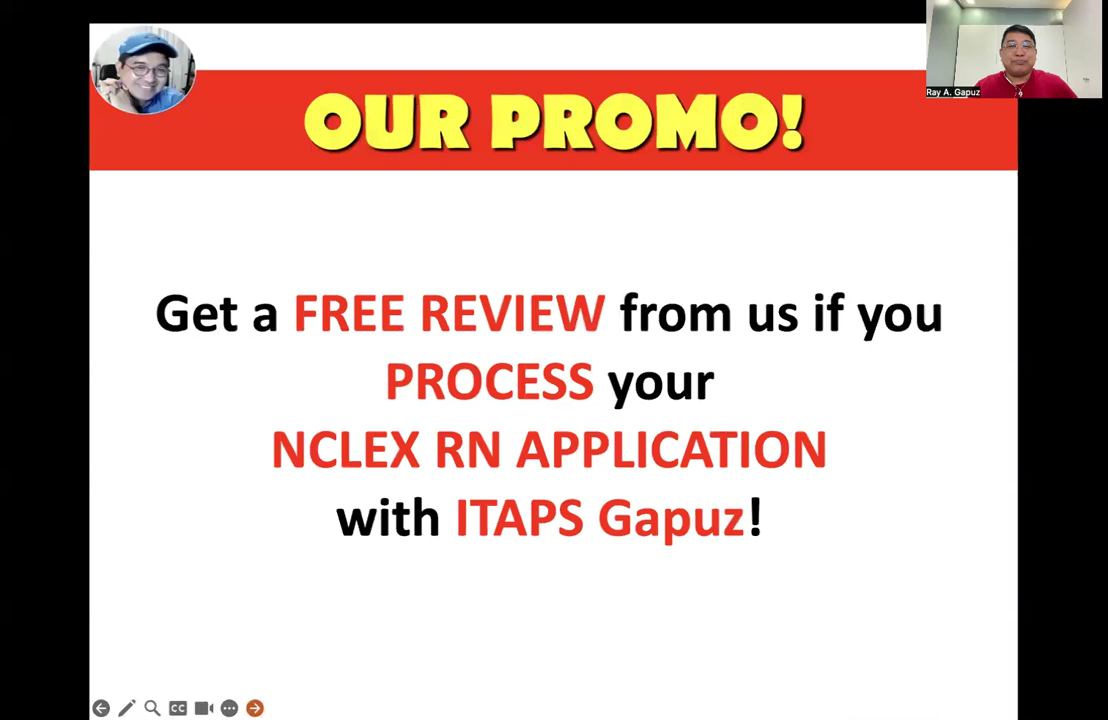 OUR PROMO!
Ray A. Gapuz
Get a FREE REVIEW from us if you
PROCESS your
NCLEX RN APPLICATION
with ITAPS Gapuz!
CC